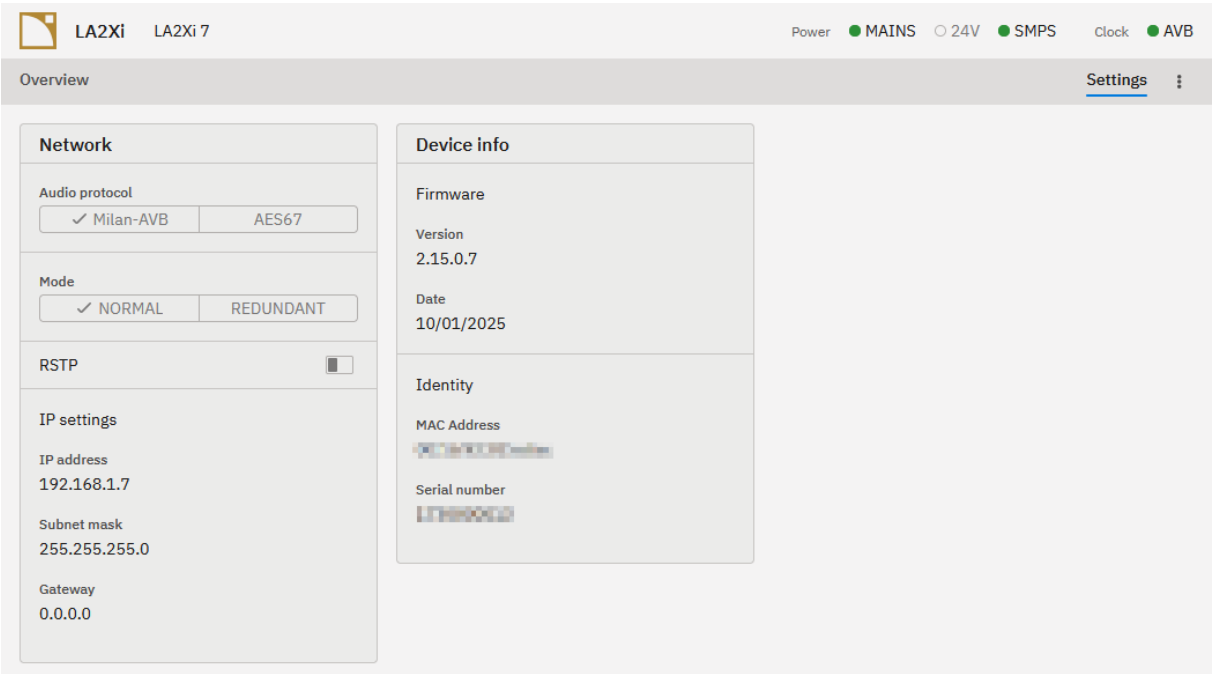 LA2Xi LA2Xi 7 Power MAINS 24V SMPS Clock AVB
Overview Settings
Network
Audio protocol
Milan-AVB AES67
Mode
NORMAL REDUNDANT
RSTP
IP settings
IP address
192.168.1.7
Subnet mask
255.255.255.0
Gateway
0.0.0.0
Device info
Firmware
Version
2.15.0.7
Date
10/01/2025
Identity
MAC Address
Serial number